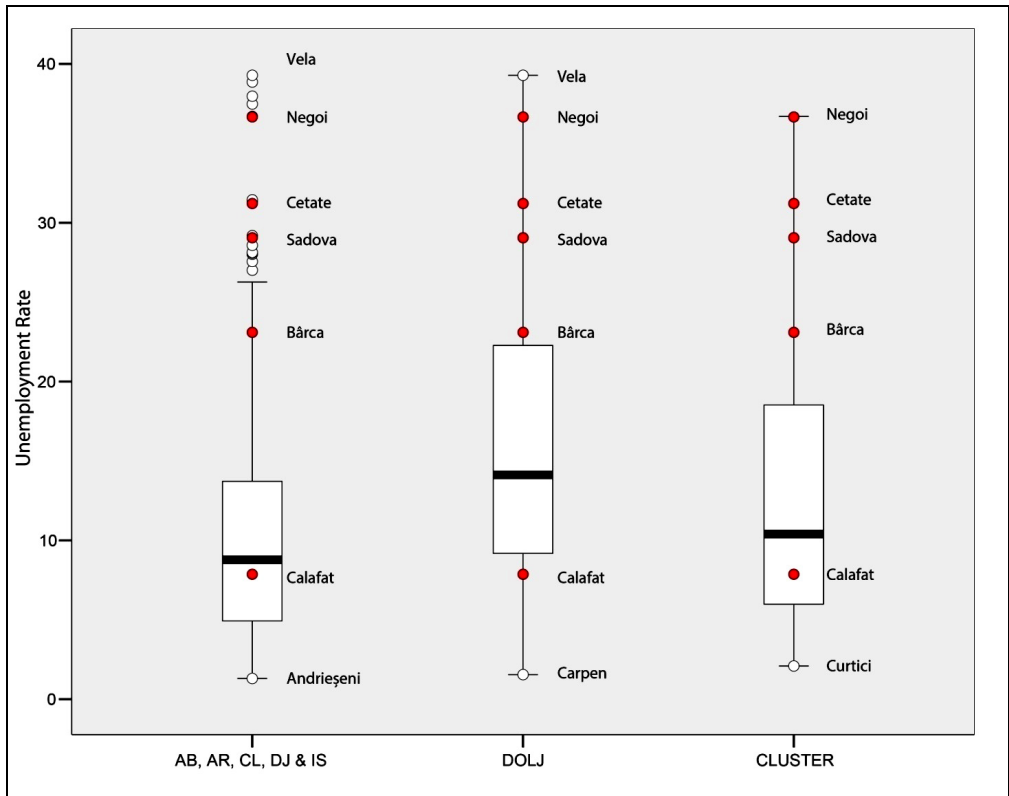 Unemployment Rate
40
30
20
10
0
Vela
Negoi
Cetate
Sadova
Bârca
Calafat
Andrieșeni
Vela
Negoi
Cetate
Sadova
Bârca
Calafat
Carpen
Negoi
Cetate
Sadova
Bârca
Calafat
Curtici
AB, AR, CL, DJ & IS
DOLJ
CLUSTER